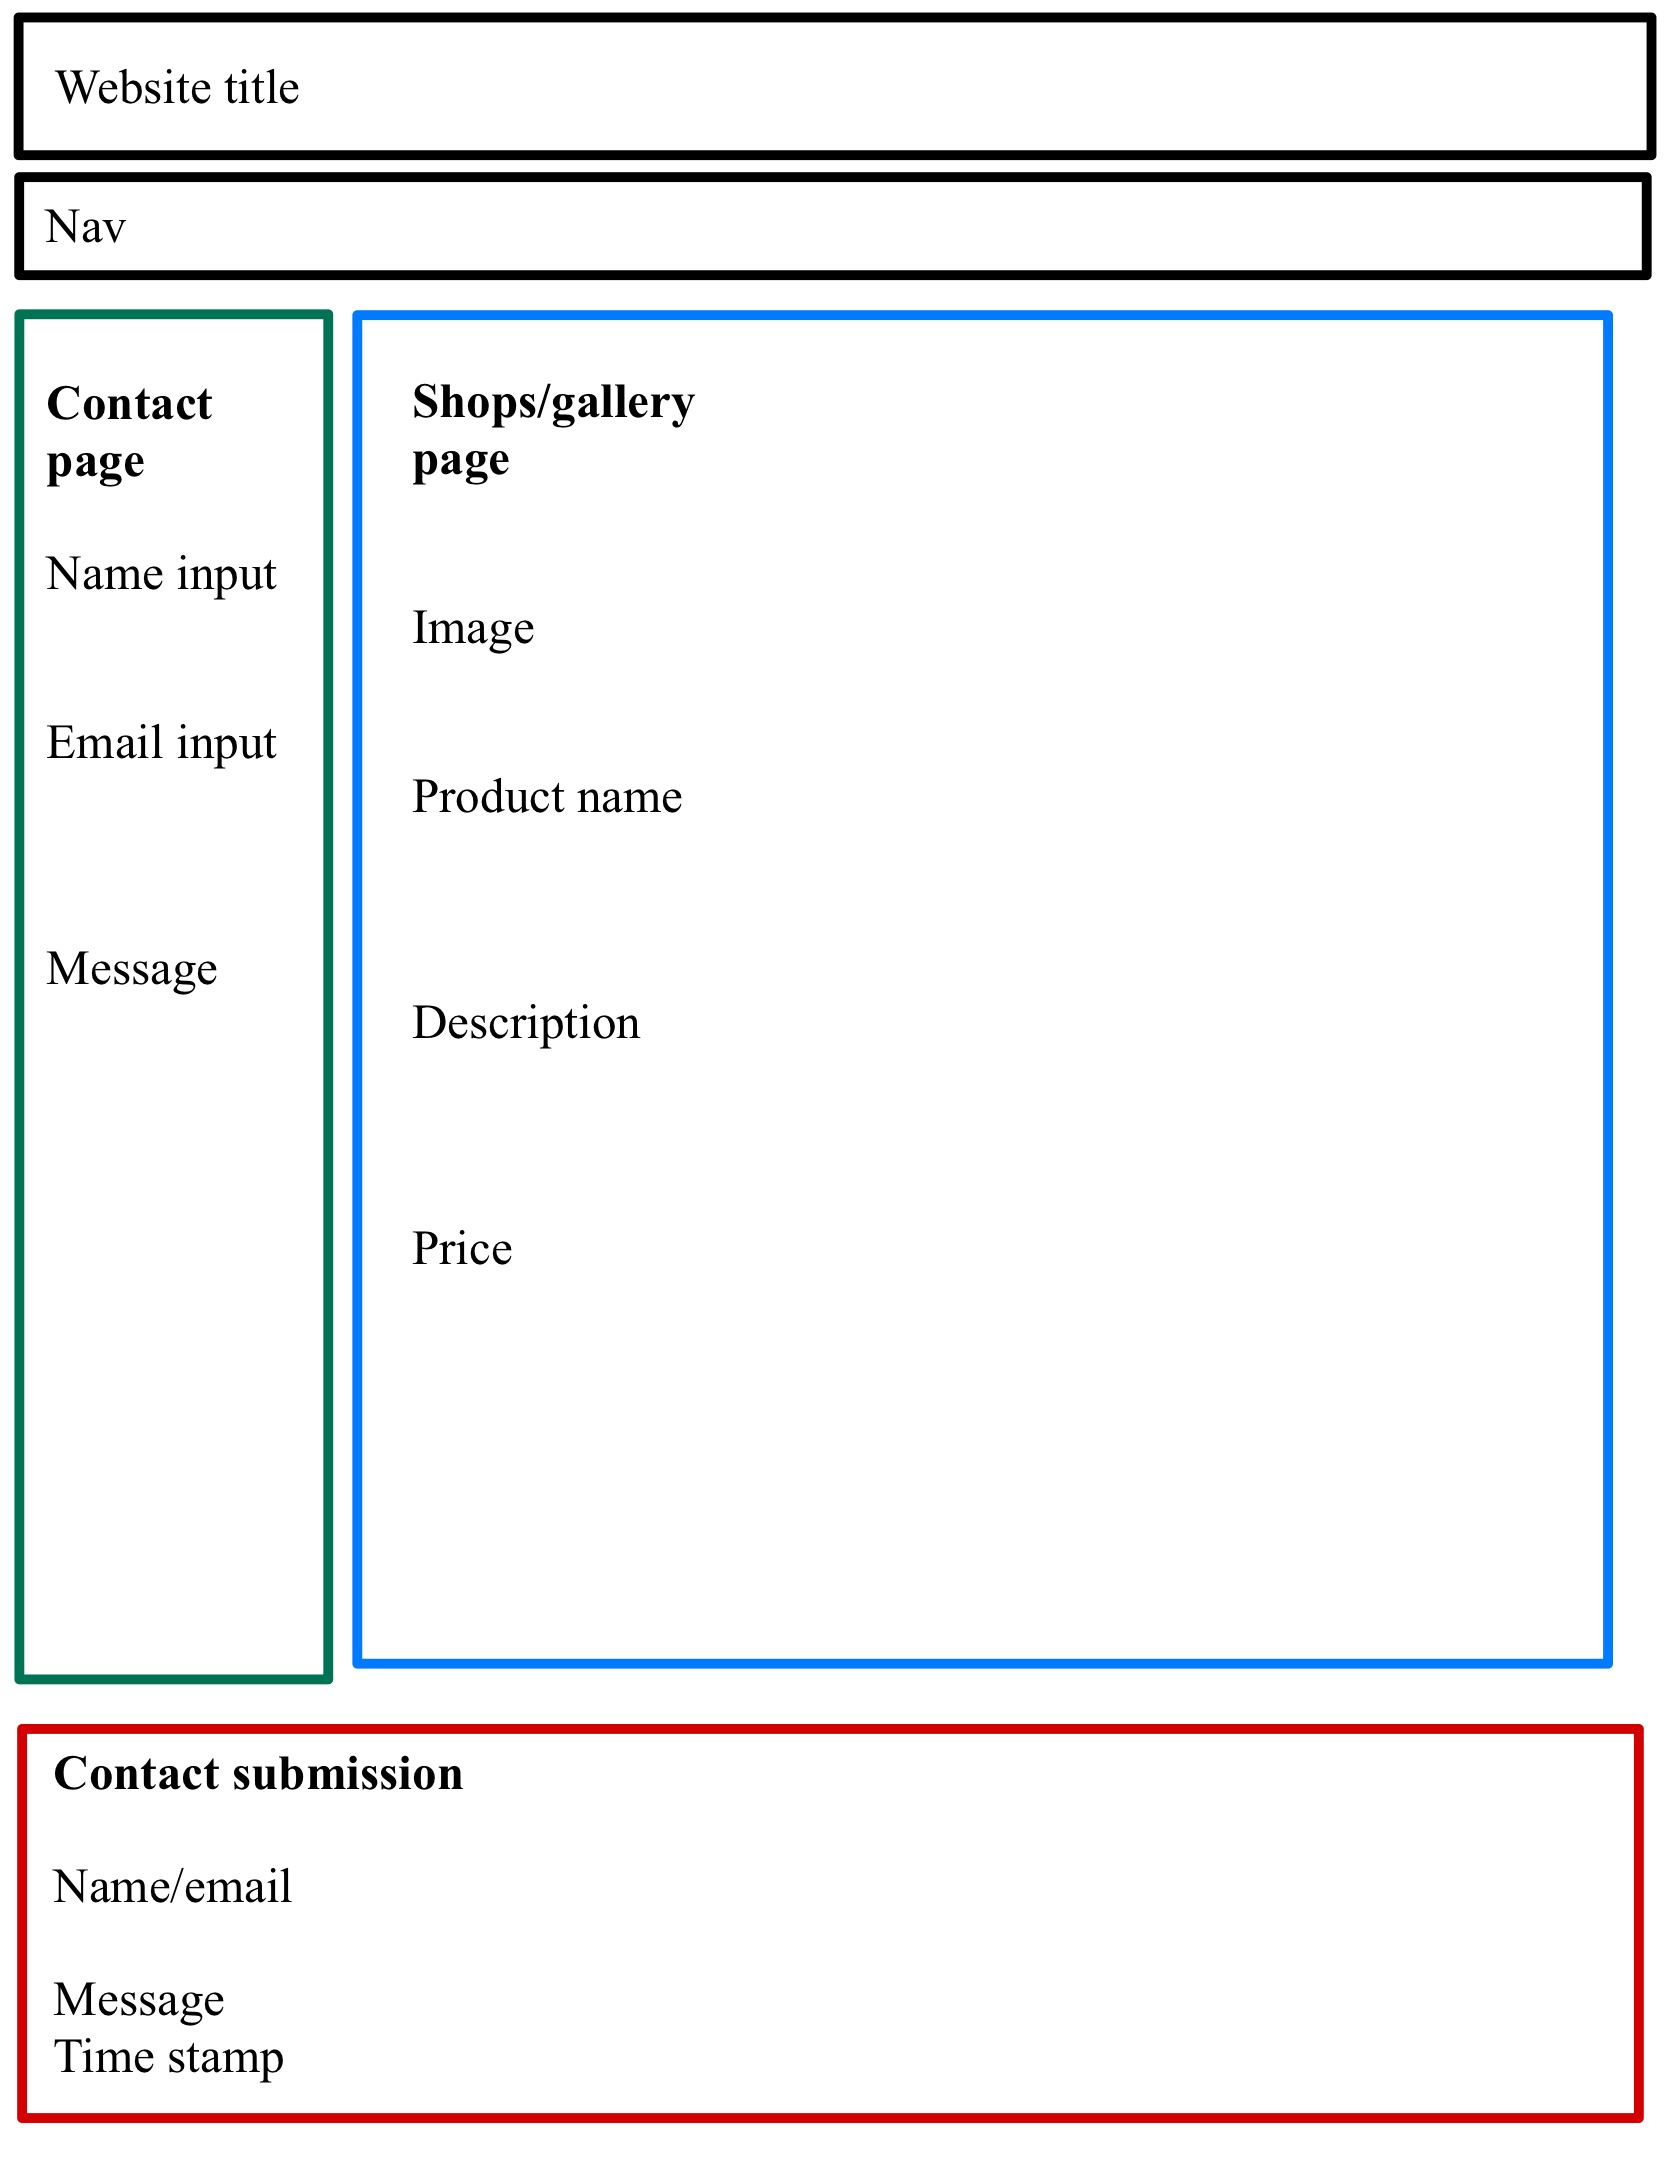 Website title
Nav
Contact
page
Name input
Email input
Message
Shops/gallery
page
Image
Product name
Description
Price
Contact submission
Name/email
Message
Time stamp